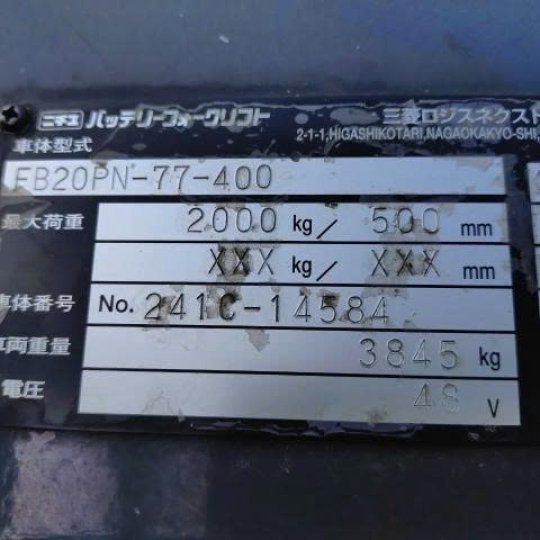 ニチユ バッテリーフォークリフト 三菱ロジスネクスト
2-1-1,HIGASHIKOTARI,NAGAOKAKYO-SHI,
車体型式
FB20PN-77-400
最大荷重 2000 kg/ 500 mm
XXX kg/ XXX mm
車体番号 No. 241C-14584
車両重量 3845 kg
電圧 48 V